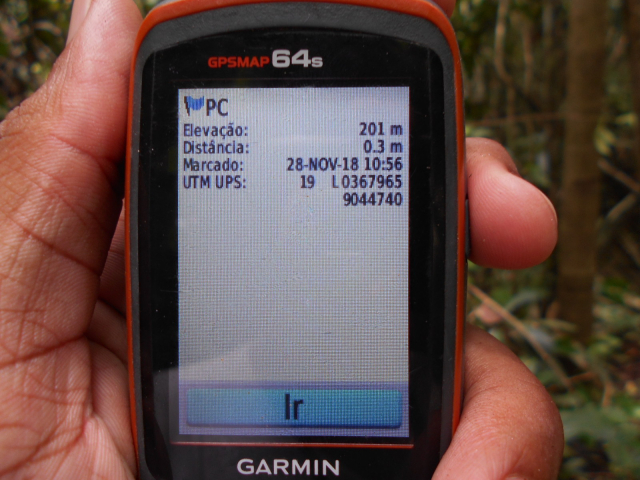 GPSMAP 64s
PC
Elevação: 201 m
Distância: 0.3 m
Marcado: 28-NOV-18 10:56
UTM UPS: 19 L 0367965
9044740
Ir
GARMIN